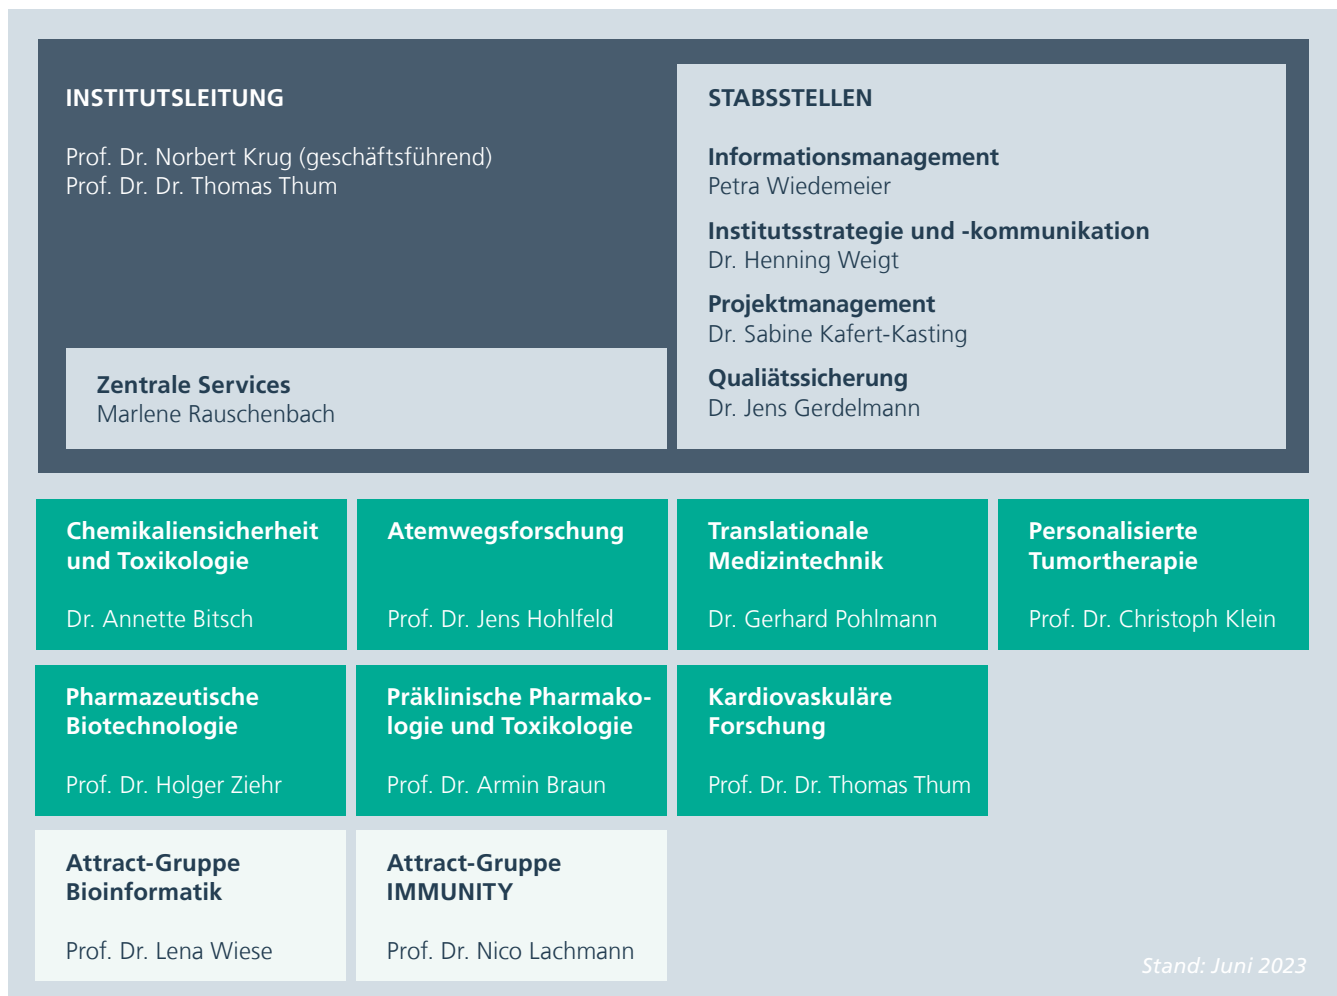 INSTITUTSLEITUNG
Prof. Dr. Norbert Krug (geschäftsführend)
Prof. Dr. Dr. Thomas Thum
Zentrale Services
Marlene Rauschenbach
STABSSTELLEN
Informationsmanagement
Petra Wiedemeier
Institutsstrategie und -kommunikation
Dr. Henning Weigt
Projektmanagement
Dr. Sabine Kafert-Kasting
Qualiätssicherung
Dr. Jens Gerdelmann
Chemikaliensicherheit
und Toxikologie
Dr. Annette Bitsch
Atemwegsforschung
Prof. Dr. Jens Hohlfeld
Translationale
Medizintechnik
Dr. Gerhard Pohlmann
Personalisierte
Tumortherapie
Prof. Dr. Christoph Klein
Pharmazeutische
Biotechnologie
Prof. Dr. Holger Ziehr
Präklinische Pharmako-
logie und Toxikologie
Prof. Dr. Armin Braun
Kardiovaskuläre
Forschung
Prof. Dr. Dr. Thomas Thum
Attract-Gruppe
Bioinformatik
Prof. Dr. Lena Wiese
Attract-Gruppe
IMMUNITY
Prof. Dr. Nico Lachmann
Stand: Juni 2023